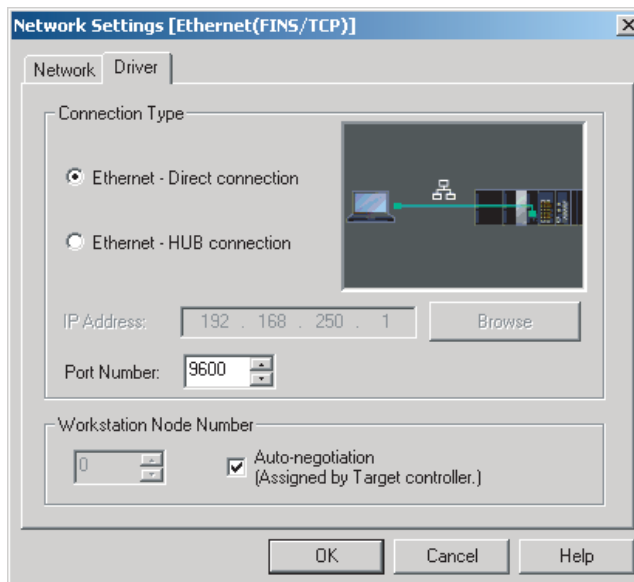 Network Settings [Ethernet(FINS/TCP)]
Network Driver
Connection Type
Ethernet - Direct connection
Ethernet - HUB connection
IP Address: 192 . 168 . 250 . 1 Browse
Port Number: 9600
Workstation Node Number
0 Auto-negotiation
(Assigned by Target controller.)
OK Cancel Help